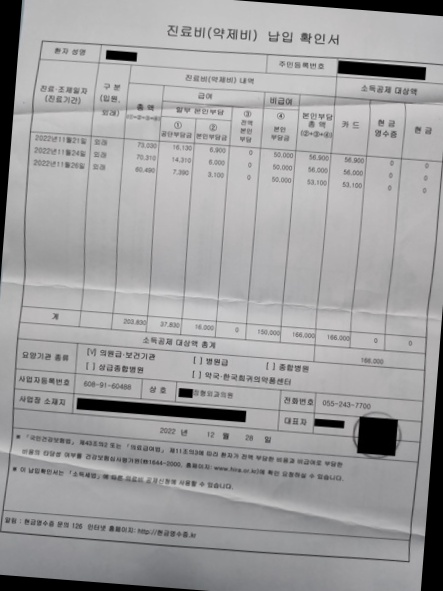 진료비(약제비) 납입 확인서
환자 성명
주민등록번호
진료·조제일자
(진료기간)
구 분
(입원,
외래)
진료비(약제비) 내역
소득공제 대상액
총 액
급여
비급여
본인부담
총 액
(②+③+④)
카 드
현 금
영수증
현 금
일부 본인부담
①
공단부담금
②
본인부담금
③
전액
본인
부담
④
본인
부담금
2022년11월21일 외래 73,030 16,130 6,900 0 50,000 56,900 56,900 0 0
2022년11월24일 외래 70,310 14,310 6,000 0 50,000 56,000 56,000 0 0
외래 60,490 7,390 3,100 0 50,000 53,100 53,100 0 0
계 203,830 37,830 16,000 0 150,000 166,000 166,000 0 0
소득공제 대상액 총계 166,000
요양기관 종류
[V] 의원급·보건기관 [ ] 병원급 [ ] 종합병원
[ ] 상급종합병원 [ ] 약국·한국희귀의약품센터
사업자등록번호 608-91-60488 상 호 외과의원 전화번호 055-243-7700
사업장 소재지 대표자
2022 년 12 월 28 일
※ 「국민건강보험법」 제43조의2 또는 「의료급여법」 제11조의3에 따라 환자가 전액 부담한 비용과 비급여로 부담한
비용의 타당성 여부를 건강보험심사평가원(☎1644-2000, 홈페이지: www.hira.or.kr)에 확인 요청하실 수 있습니다.
※ 이 납입확인서는 「소득세법」에 따른 의료비 공제신청에 사용할 수 있습니다.
알림 : 현금영수증 문의 126 인터넷 홈페이지: http://현금영수증.kr